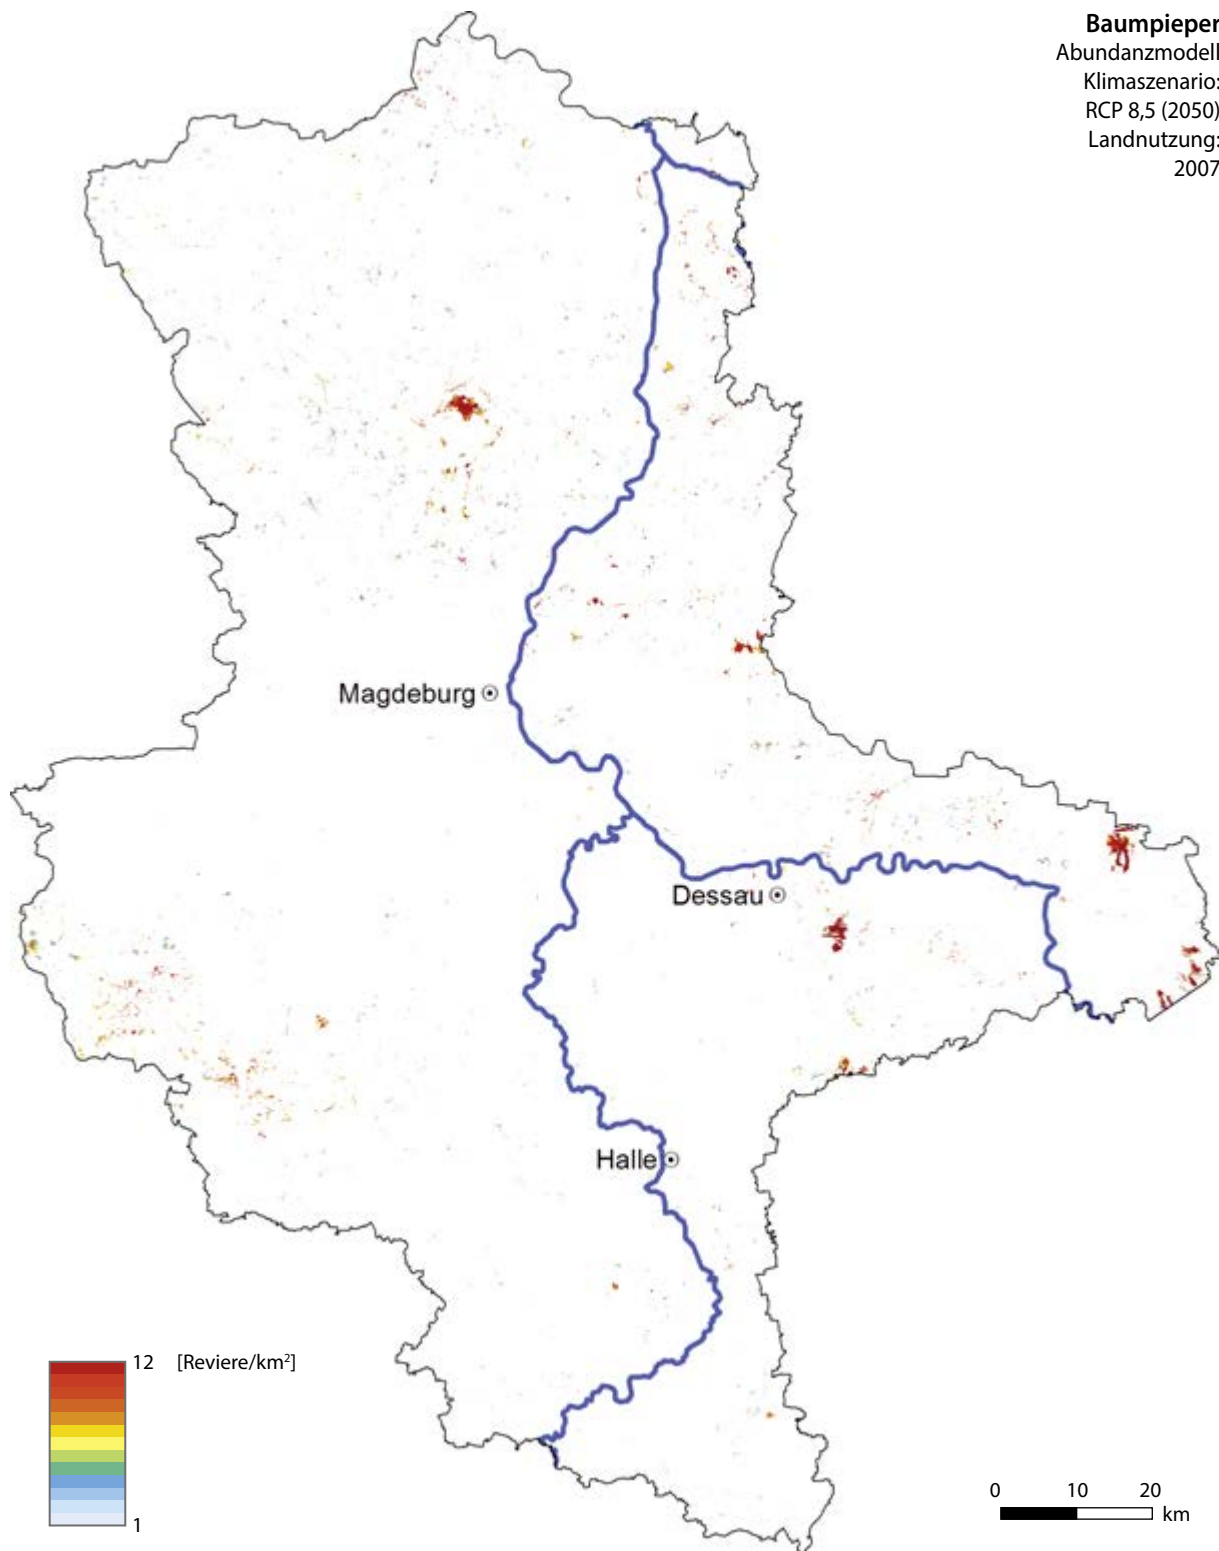 Baumpieper
Abundanzmodell
Klimaszenario:
RCP 8,5 (2050)
Landnutzung:
2007
Magdeburg
Dessau
Halle
12 [Reviere/km²]
1
0 10 20
km